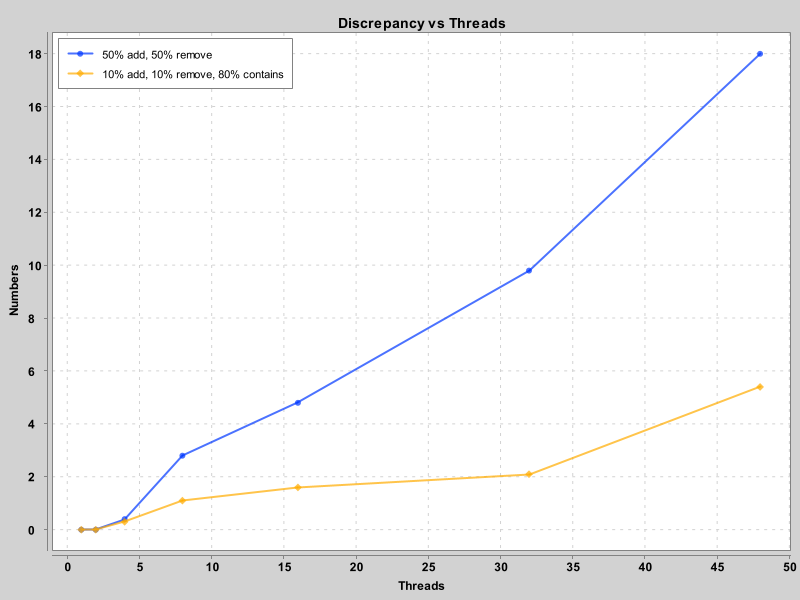 Discrepancy vs Threads
50% add, 50% remove
10% add, 10% remove, 80% contains
18
16
14
12
10
8
6
4
2
0
Numbers
0 5 10 15 20 25 30 35 40 45 50
Threads